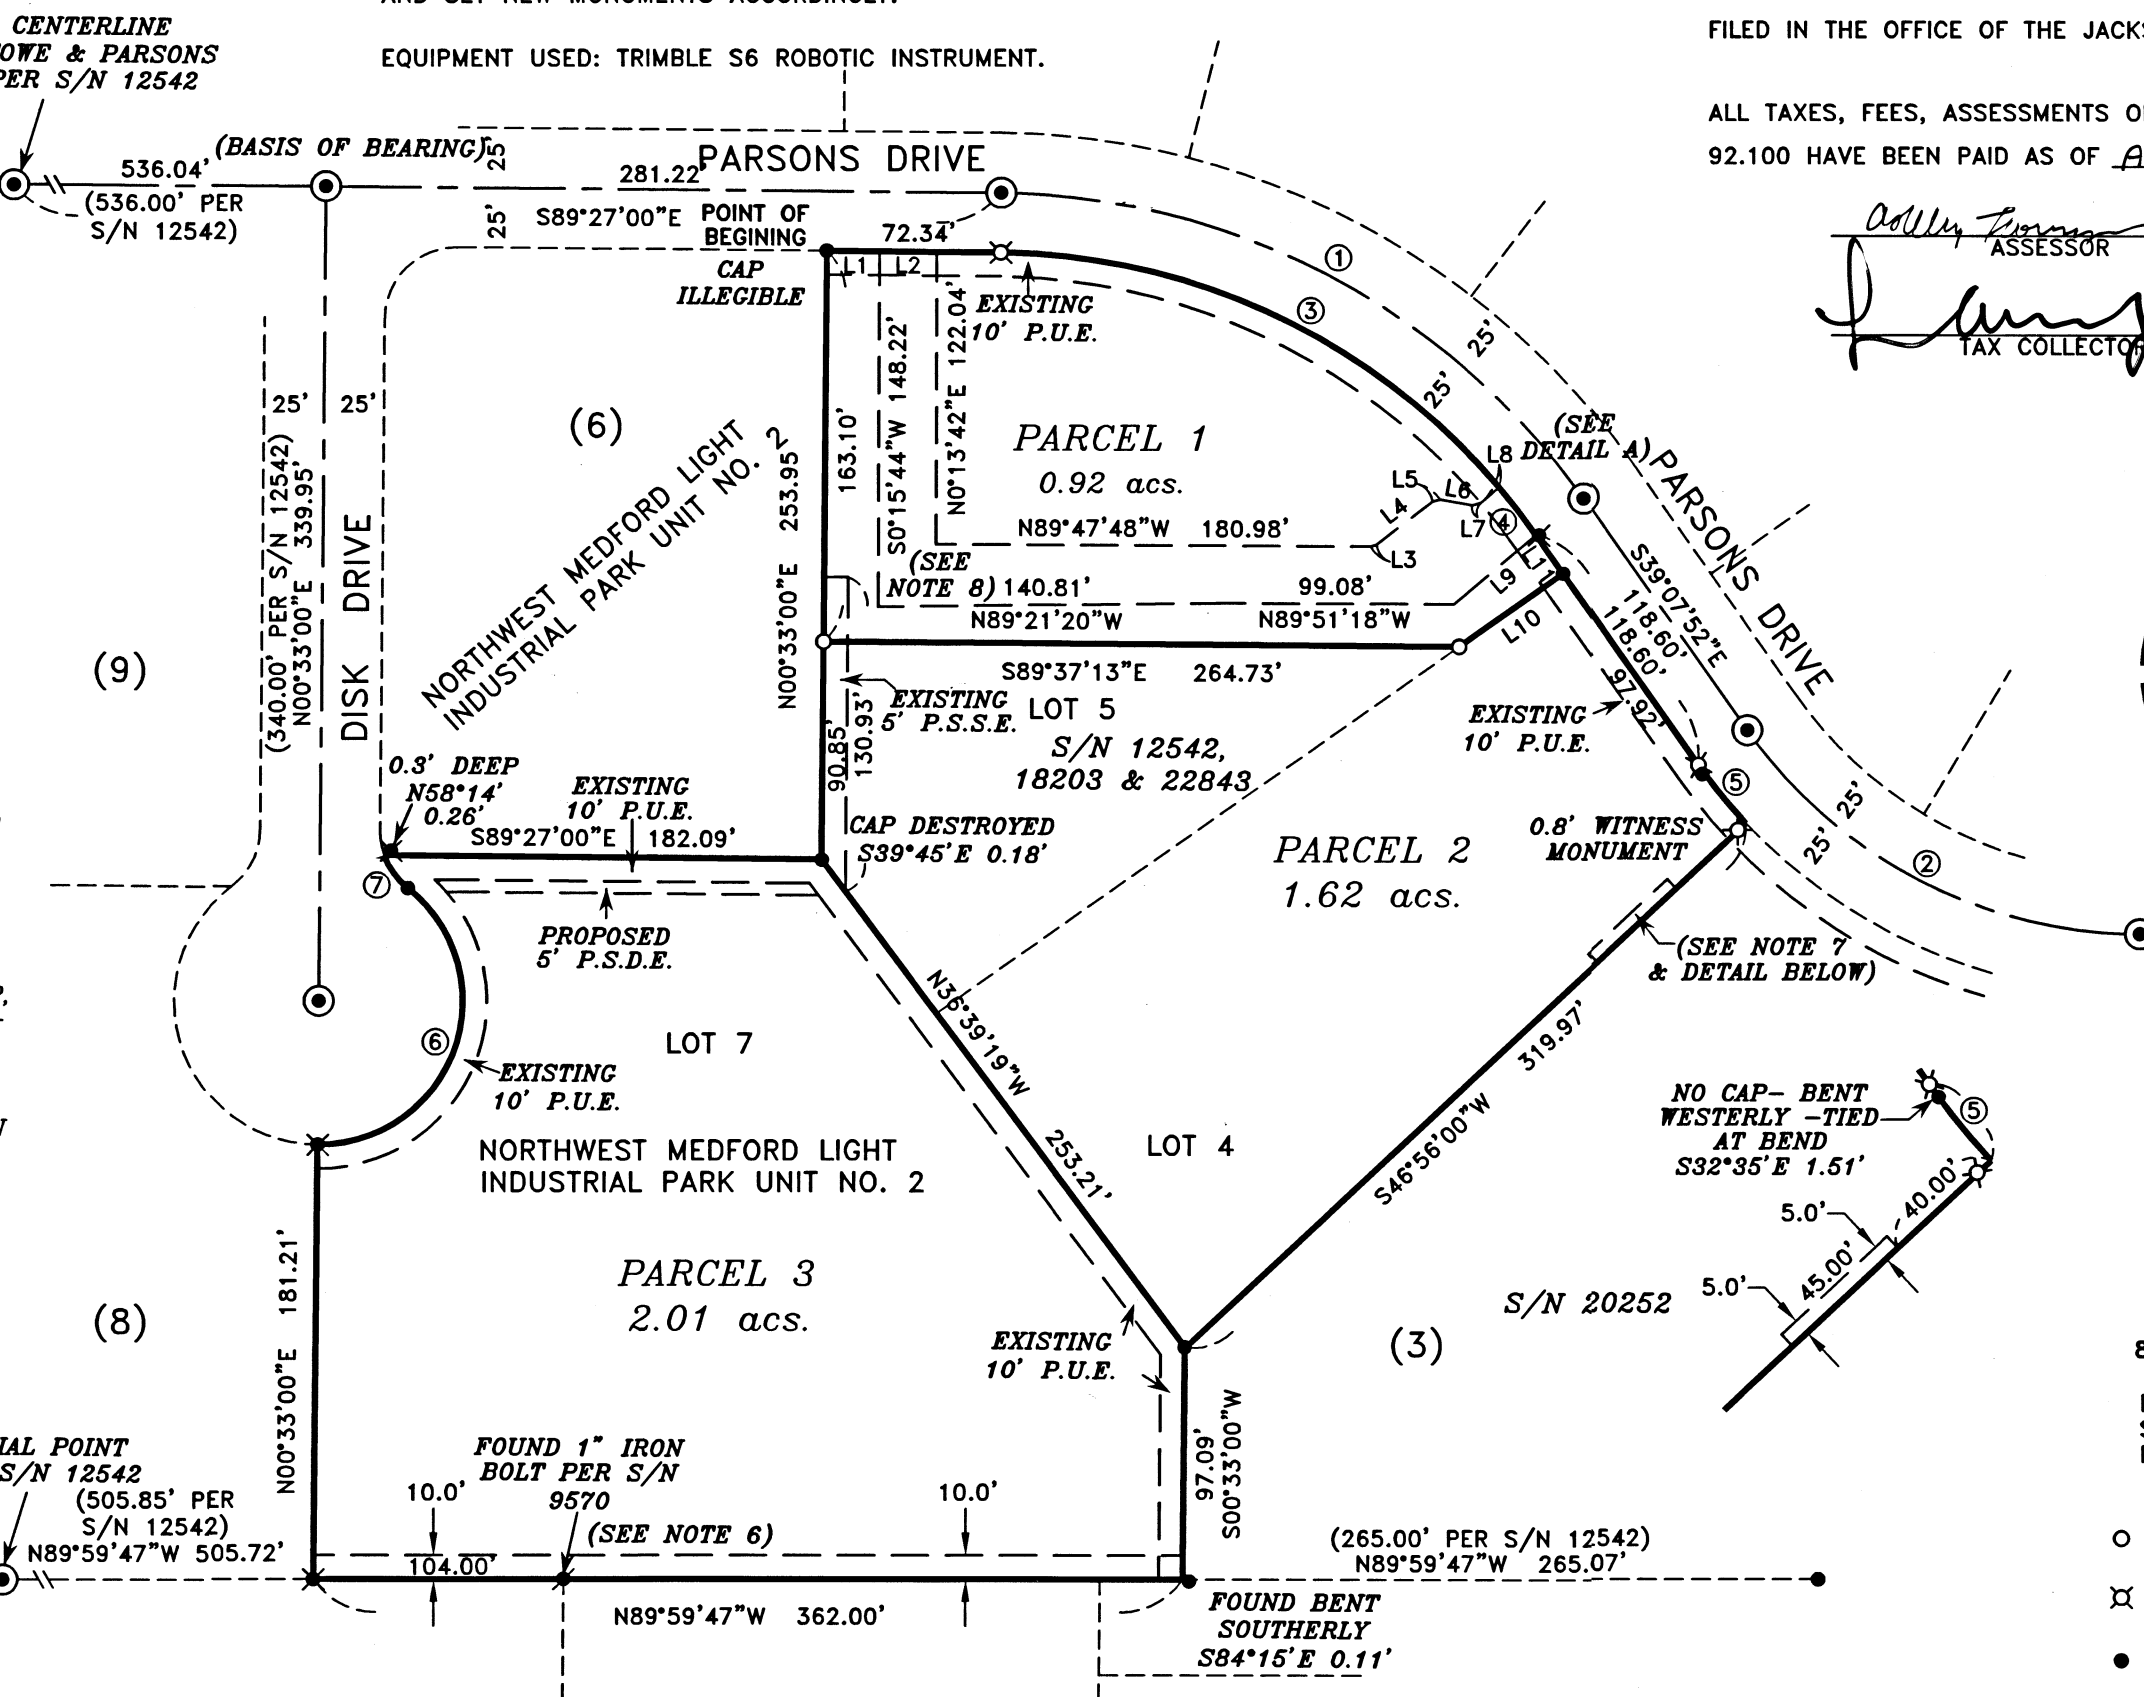 AND SET NEW MONUMENTS ACCORDINGLY.
EQUIPMENT USED: TRIMBLE S6 ROBOTIC INSTRUMENT.
CENTERLINE
OWE & PARSONS
PER S/N 12542
FILED IN THE OFFICE OF THE JACKS
ALL TAXES, FEES, ASSESSMENTS O
92.100 HAVE BEEN PAID AS OF A
ASSESSOR
TAX COLLECTOR
(BASIS OF BEARING)
536.04'
(536.00' PER
S/N 12542)
25'
25'
281.22'
PARSONS DRIVE
S89°27'00"E
POINT OF
BEGINING
72.34'
CAP
ILLEGIBLE
L1
L2
EXISTING
10' P.U.E.
①
③
25'
25'
25'
25'
(6)
NORTHWEST MEDFORD LIGHT
INDUSTRIAL PARK UNIT NO. 2
(340.00' PER S/N 12542)
N00°33'00"E 339.95'
DISK DRIVE
163.10'
N00°33'00"E 253.95'
S0°15'44"W 148.22'
N0°13'42"E 122.04'
PARCEL 1
0.92 acs.
(SEE
DETAIL A)
L8
L5
L6
L4
L7
④
L3
N89°47'48"W 180.98'
(SEE
NOTE 8)
140.81'
N89°21'20"W
99.08'
N89°51'18"W
L9
L11
L10
PARSONS DRIVE
S39°07'52"E
118.60'
118.60'
97.92'
(9)
S89°37'13"E 264.73'
EXISTING
5' P.S.S.E.
LOT 5
S/N 12542,
18203 & 22843
90.85'
130.93'
EXISTING
10' P.U.E.
⑤
0.3' DEEP
N58°14'
0.26'
EXISTING
10' P.U.E.
S89°27'00"E 182.09'
CAP DESTROYED
S39°45'E 0.18'
0.8' WITNESS
MONUMENT
25'
25'
②
PARCEL 2
1.62 acs.
⑦
PROPOSED
5' P.S.D.E.
(SEE NOTE 7
& DETAIL BELOW)
N36°39'19"W
253.21'
319.97'
S46°56'00"W
LOT 7
⑥
EXISTING
10' P.U.E.
NORTHWEST MEDFORD LIGHT
INDUSTRIAL PARK UNIT NO. 2
LOT 4
NO CAP- BENT
WESTERLY -TIED
AT BEND
S32°35'E 1.51'
⑤
40.00'
5.0'
45.00'
5.0'
S/N 20252
PARCEL 3
2.01 acs.
181.21'
N00°33'00"E
(8)
(3)
EXISTING
10' P.U.E.
97.09'
S00°33'00"W
IAL POINT
S/N 12542
(505.85' PER
S/N 12542)
N89°59'47"W 505.72'
FOUND 1" IRON
BOLT PER S/N
9570
10.0'
10.0'
(SEE NOTE 6)
104.00'
N89°59'47"W 362.00'
(265.00' PER S/N 12542)
N89°59'47"W 265.07'
FOUND BENT
SOUTHERLY
S84°15'E 0.11'